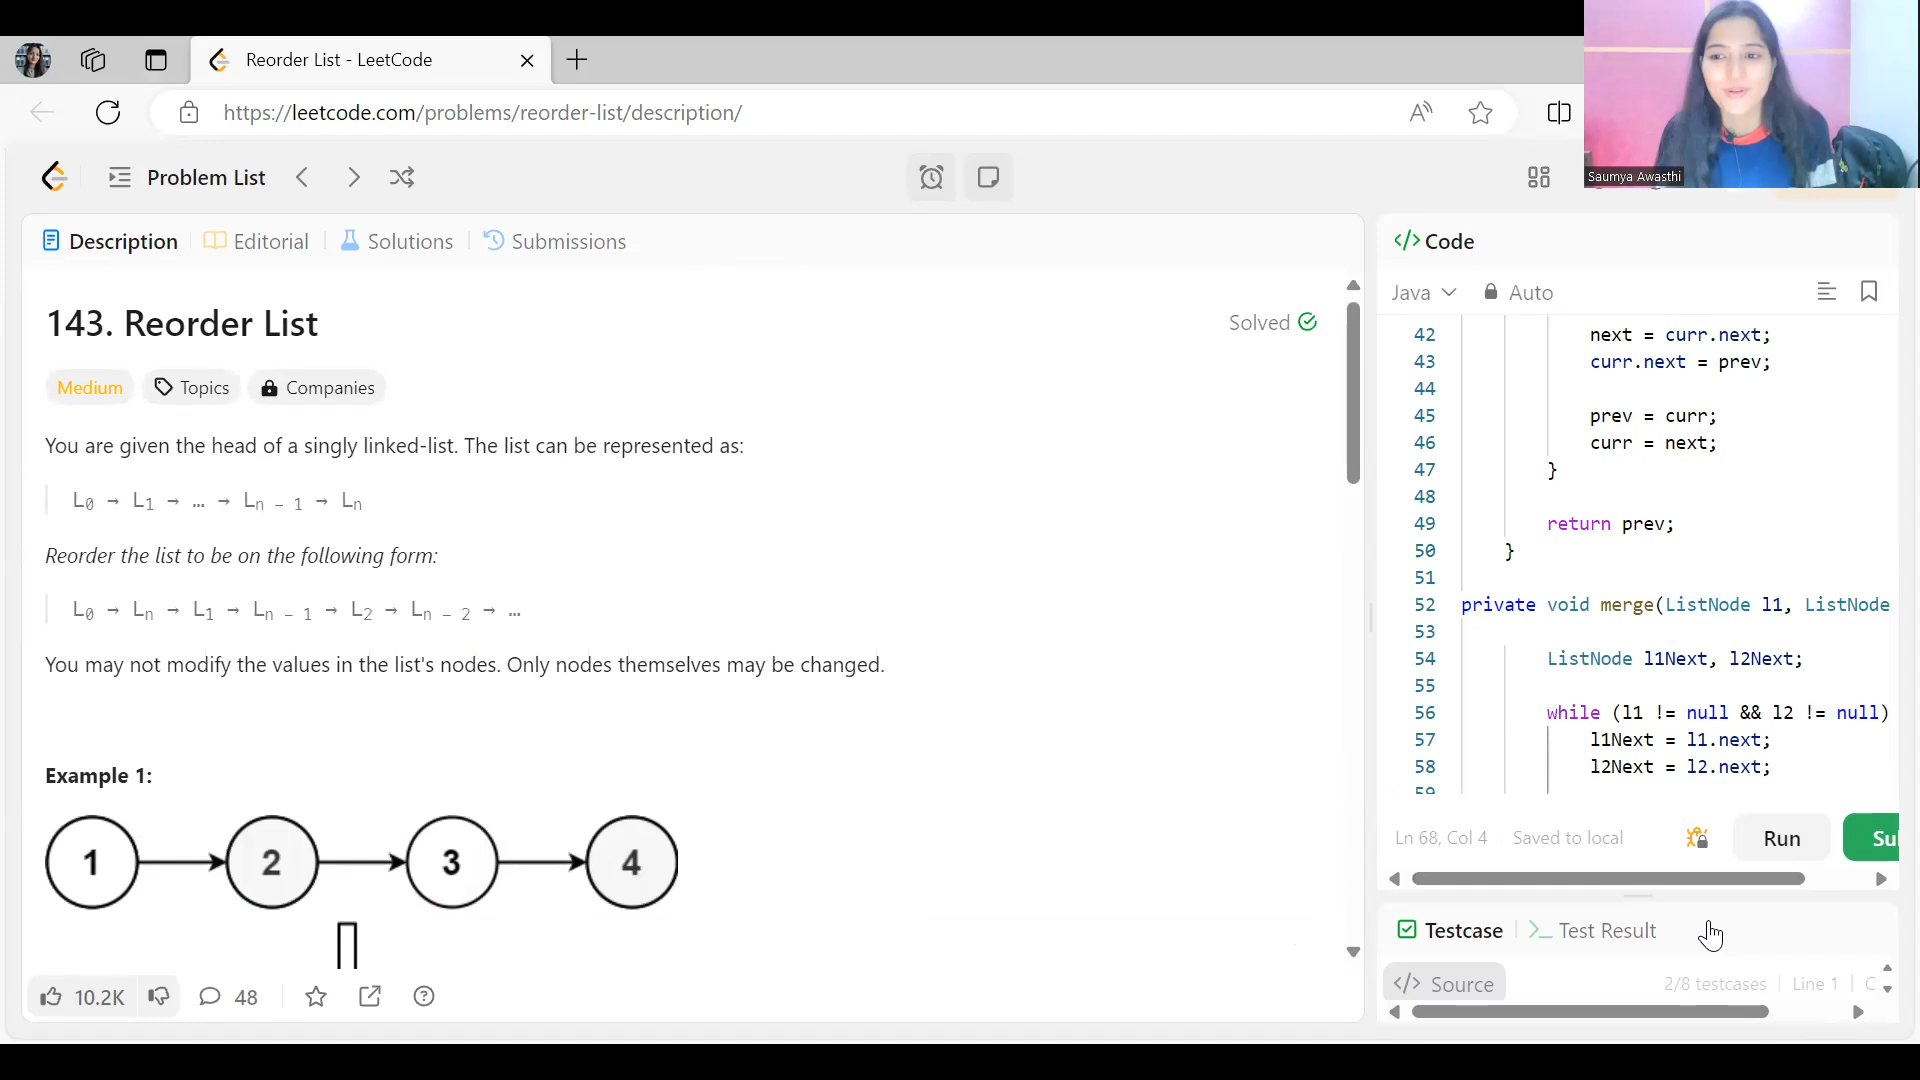 Reorder List - LeetCode
https://leetcode.com/problems/reorder-list/description/
Saumya Awasthi
Problem List
Description
Editorial
Solutions
Submissions
143. Reorder List
Solved
Medium
Topics
Companies
You are given the head of a singly linked-list. The list can be represented as:
L0 → L1 → … → Ln - 1 → Ln
Reorder the list to be on the following form:
L0 → Ln → L1 → Ln - 1 → L2 → Ln - 2 → …
You may not modify the values in the list's nodes. Only nodes themselves may be changed.
Example 1:
1 2 3 4
10.2K
48
</> Code
Java
Auto
42 next = curr.next;
43 curr.next = prev;
44
45 prev = curr;
46 curr = next;
47 }
48
49 return prev;
50 }
51
52 private void merge(ListNode l1, ListNode
53
54 ListNode l1Next, l2Next;
55
56 while (l1 != null && l2 != null)
57 l1Next = l1.next;
58 l2Next = l2.next;
59
Ln 68, Col 4
Saved to local
Run
Su
Testcase
Test Result
</> Source
2/8 testcases
Line 1
C